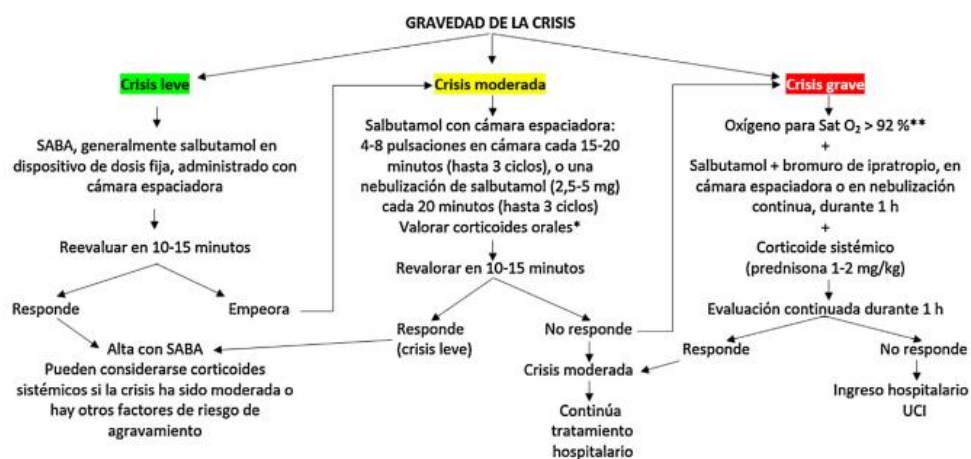 GRAVEDAD DE LA CRISIS
Crisis leve
SABA, generalmente salbutamol en
dispositivo de dosis fija, administrado con
cámara espaciadora
Reevaluar en 10-15 minutos
Responde
Empeora
Alta con SABA
Pueden considerarse corticoides
sistémicos si la crisis ha sido moderada o
hay otros factores de riesgo de
agravamiento
Crisis moderada
Salbutamol con cámara espaciadora:
4-8 pulsaciones en cámara cada 15-20
minutos (hasta 3 ciclos), o una
nebulización de salbutamol (2,5-5 mg)
cada 20 minutos (hasta 3 ciclos)
Valorar corticoides orales*
Revalorar en 10-15 minutos
Responde
(crisis leve)
No responde
Crisis moderada
Continúa
tratamiento
hospitalario
Crisis grave
Oxígeno para Sat O₂ > 92 %**
+
Salbutamol + bromuro de ipratropio, en
cámara espaciadora o en nebulización
continua, durante 1 h
+
Corticoide sistémico
(prednisona 1-2 mg/kg)
Evaluación continuada durante 1 h
Responde
No responde
Ingreso hospitalario
UCI